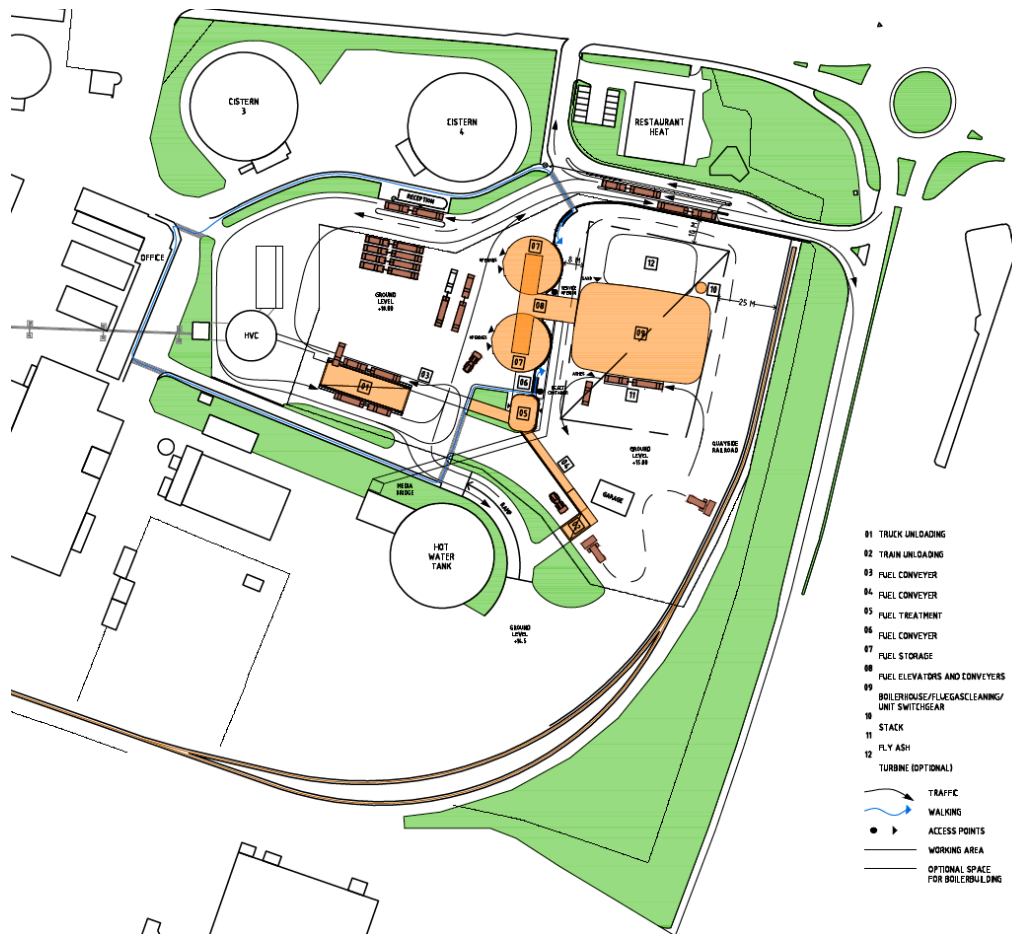 CISTERN
3
CISTERN
4
RESTAURANT
HEAT
RECEPTION
OFFICE
10 M
07
12
8 M
10
25 M
GROUND
LEVEL
08
09
HVC
07
03
01
06
11
05
04
GROUND
LEVEL
+15.00
QUAYSIDE
RAILROAD
GARAGE
MEDIA
BRIDGE
RAMP
HOT
WATER
TANK
GROUND
LEVEL
01 TRUCK UNLOADING
02 TRAIN UNLOADING
03 FUEL CONVEYER
04 FUEL CONVEYER
05 FUEL TREATMENT
06 FUEL CONVEYER
07 FUEL STORAGE
08 FUEL ELEVATORS AND CONVEYERS
09 BOILERHOUSE/FLUEGASCLEANING/
UNIT SWITCHGEAR
10 STACK
11 FLY ASH
12 TURBINE (OPTIONAL)
TRAFFIC
WALKING
ACCESS POINTS
WORKING AREA
OPTIONAL SPACE
FOR BOILERBUILDING